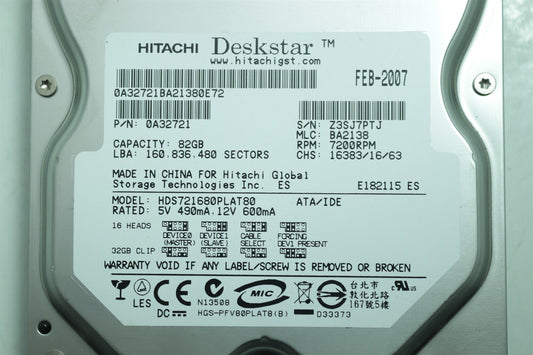 HITACHI Deskstar™
www.hitachigst.com
FEB-2007
0A32721BA21380E72
P/N: 0A32721
S/N: Z3SJ7PTJ
MLC: BA2138
CAPACITY: 82GB
RPM: 7200RPM
LBA: 160.836.480 SECTORS
CHS: 16383/16/63
MADE IN CHINA FOR Hitachi Global
Storage Technologies Inc. ES
E182115 ES
MODEL: HDS721680PLAT80 ATA/IDE
RATED: 5V 490mA.12V 600mA
16 HEADS
DEVICE0 DEVICE1 CABLE FORCING
(MASTER) (SLAVE) SELECT DEV1 PRESENT
32GB CLIP
WARRANTY VOID IF ANY LABEL/SCREW IS REMOVED OR BROKEN
LES CE N13508 MIC D33373
DC
HGS-PFV80PLAT8(B)
台北市
敦化北路
167號5樓
c UL US